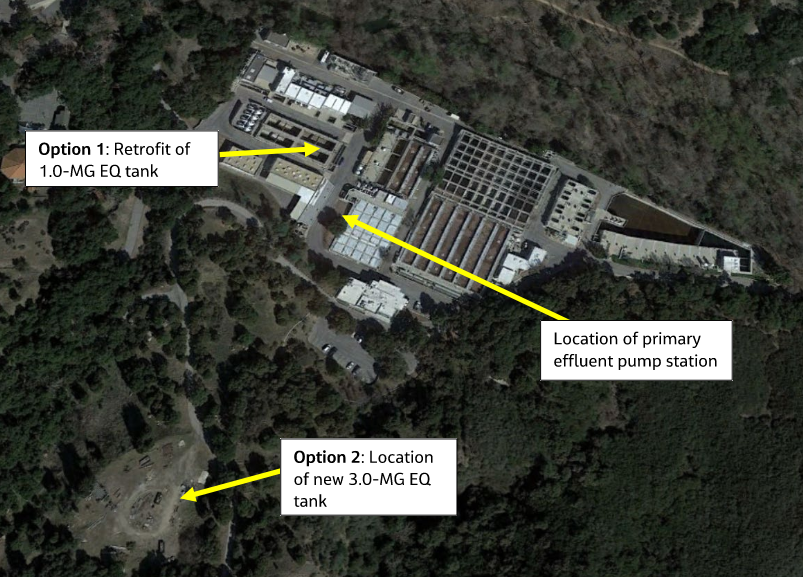 Option 1: Retrofit of
1.0-MG EQ tank
Location of primary
effluent pump station
Option 2: Location
of new 3.0-MG EQ
tank